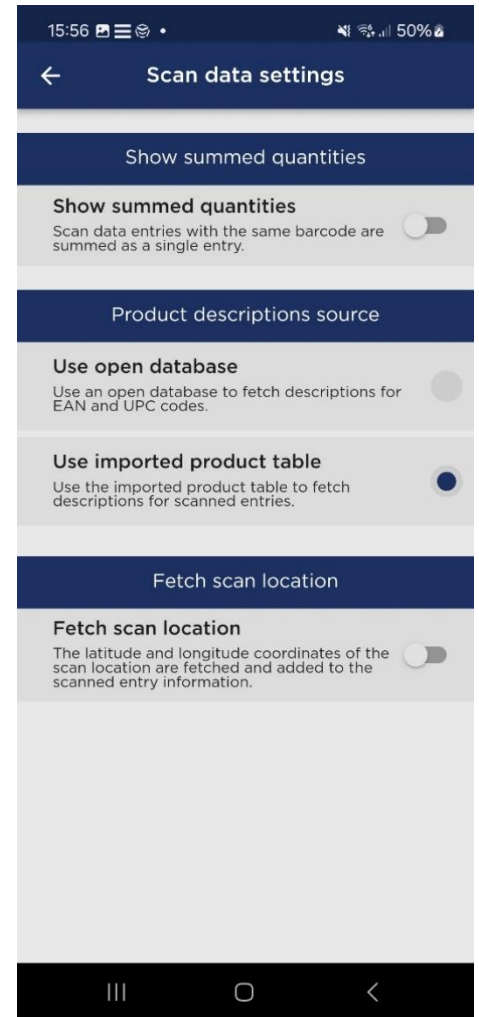 15:56
50%
Scan data settings
Show summed quantities
Show summed quantities
Scan data entries with the same barcode are
summed as a single entry.
Product descriptions source
Use open database
Use an open database to fetch descriptions for
EAN and UPC codes.
Use imported product table
Use the imported product table to fetch
descriptions for scanned entries.
Fetch scan location
Fetch scan location
The latitude and longitude coordinates of the
scan location are fetched and added to the
scanned entry information.